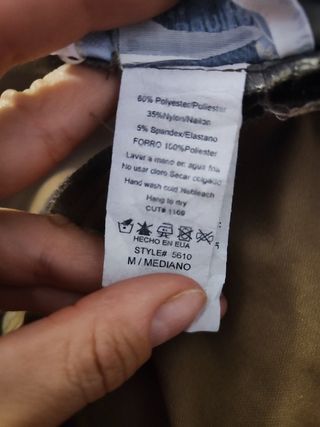 60% Polyester/Poliester
35%Nylon/Nailon
5% Spandex/Elastano
FORRO 100%Poliester
Lavar a mano en agua fria
No usar cloro Secar colgado
Hand wash cold Nobleach
Hang to dry
CUT# 1169
HECHO EN EUA
STYLE# 5610
M / MEDIANO